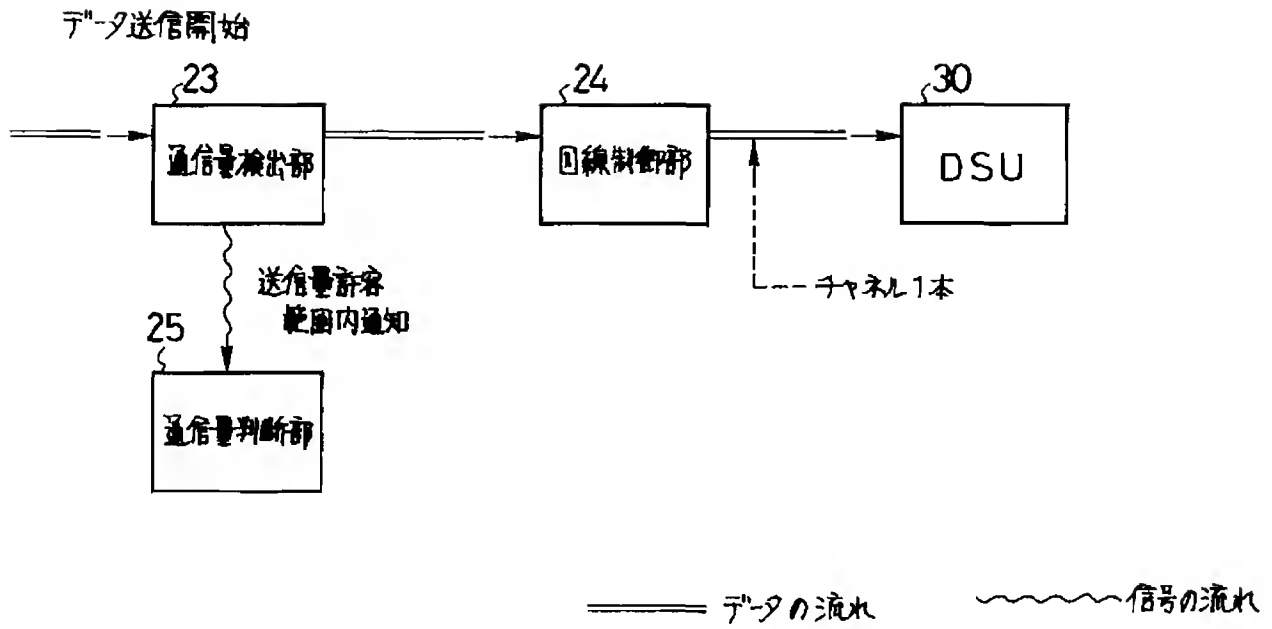 データ送信開始
23
24
30
通信量検出部
回線制御部
DSU
送信量許容
範囲内通知
チャネル1本
25
通信量判断部
データの流れ
信号の流れ